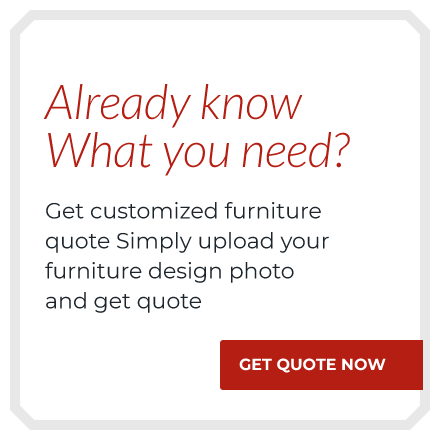 Already know
What you need?
Get customized furniture
quote Simply upload your
furniture design photo
and get quote
GET QUOTE NOW